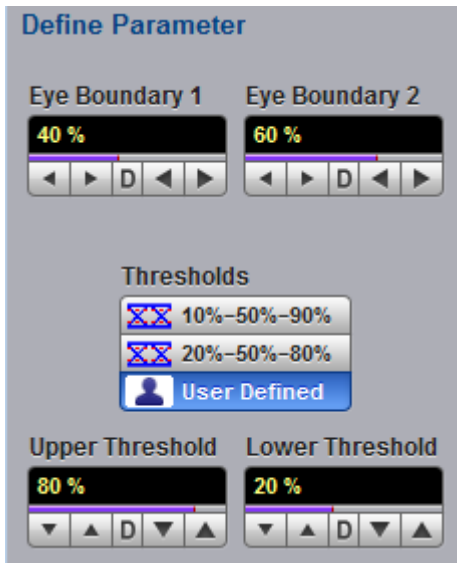 Define Parameter
Eye Boundary 1 Eye Boundary 2
40 % 60 %
D D
Thresholds
10%-50%-90%
20%-50%-80%
User Defined
Upper Threshold Lower Threshold
80 % 20 %
D D